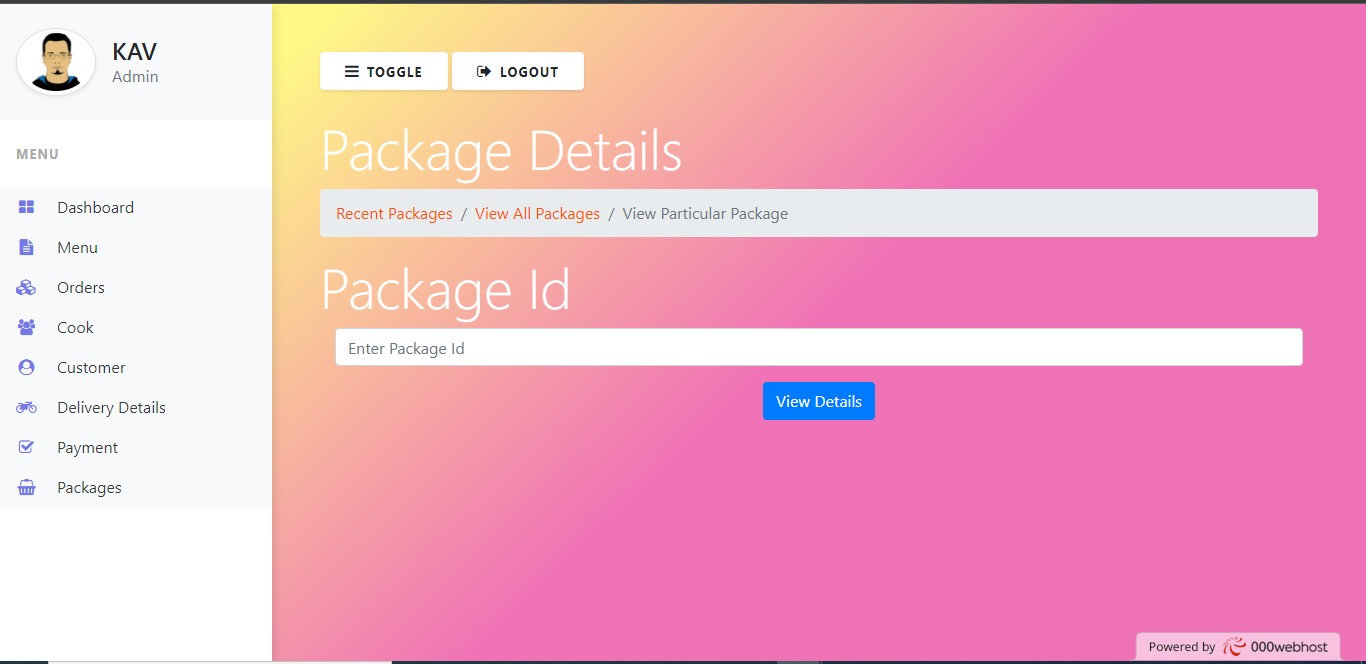 KAV
Admin
MENU
Dashboard
Menu
Orders
Cook
Customer
Delivery Details
Payment
Packages
TOGGLE LOGOUT
Package Details
Recent Packages / View All Packages / View Particular Package
Package Id
Enter Package Id
View Details
Powered by 000webhost